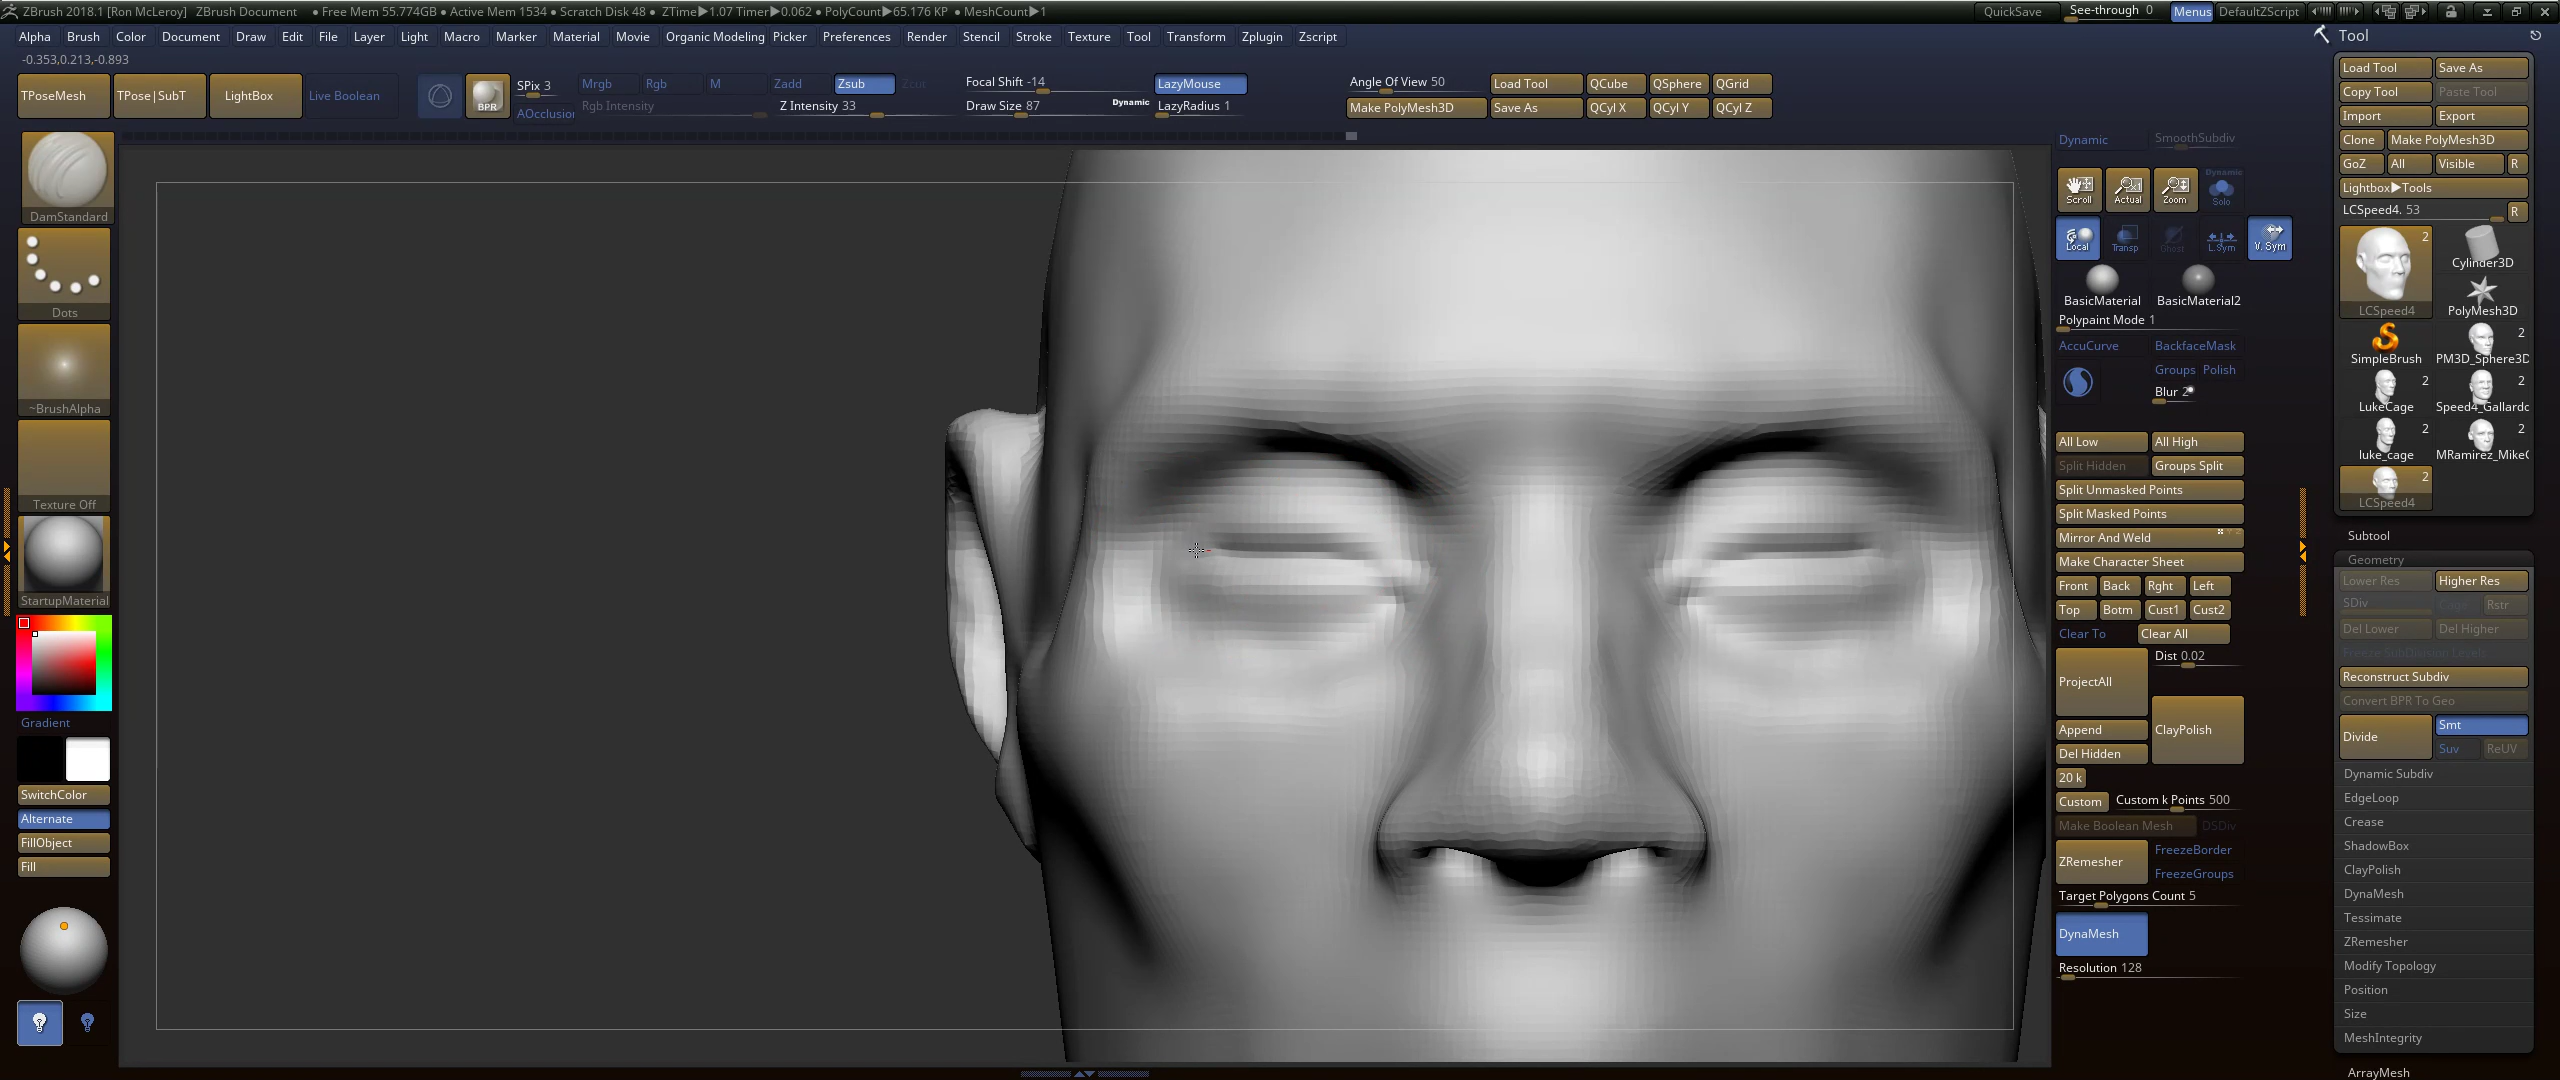 ZBrush 2018.1 [Ron McLeroy] ZBrush Document ● Free Mem 55.774GB ● Active Mem 1534 ● Scratch Disk 48 ● ZTime▶1.07 Timer▶0.062 ● PolyCount▶65.176 KP ● MeshCount▶1 QuickSave See-through 0 Menus DefaultZScript
Alpha Brush Color Document Draw Edit File Layer Light Macro Marker Material Movie Organic Modeling Picker Preferences Render Stencil Stroke Texture Tool Transform Zplugin Zscript
-0.353,0.213,-0.893
TPoseMesh TPose|SubT LightBox Live Boolean
BPR
SPix 3
AOcclusion
Mrgb Rgb M Zadd Zsub Zcut
Rgb Intensity Z Intensity 33
Focal Shift -14
Draw Size 87 Dynamic
LazyMouse
LazyRadius 1
Angle Of View 50 Load Tool QCube QSphere QGrid
Make PolyMesh3D Save As QCyl X QCyl Y QCyl Z
DamStandard
Dots
~BrushAlpha
Texture Off
StartupMaterial
Gradient
SwitchColor
Alternate
FillObject
Fill
Dynamic SmoothSubdiv
Scroll Actual Zoom Dynamic Solo
Local Transp Ghost L.Sym V. Sym
BasicMaterial BasicMaterial2
Polypaint Mode 1
AccuCurve BackfaceMask
Groups Polish
Blur 2
All Low All High
Split Hidden Groups Split
Split Unmasked Points
Split Masked Points
Mirror And Weld
Make Character Sheet
Front Back Rght Left
Top Botm Cust1 Cust2
Clear To Clear All
ProjectAll Dist 0.02
Append ClayPolish
Del Hidden
20 k
Custom Custom k Points 500
Make Boolean Mesh DSDiv
ZRemesher FreezeBorder
FreezeGroups
Target Polygons Count 5
DynaMesh
Resolution 128
Tool
Load Tool Save As
Copy Tool Paste Tool
Import Export
Clone Make PolyMesh3D
GoZ All Visible R
Lightbox▶Tools
LCSpeed4. 53 R
2
Cylinder3D
LCSpeed4 PolyMesh3D
2
SimpleBrush PM3D_Sphere3D
2 2
LukeCage Speed4_Gallardo
2 2
luke_cage MRamirez_MikeC
2
LCSpeed4
Subtool
Geometry
Lower Res Higher Res
SDiv Cage Rstr
Del Lower Del Higher
Freeze SubDivision Levels
Reconstruct Subdiv
Convert BPR To Geo
Divide Smt
Suv ReUV
Dynamic Subdiv
EdgeLoop
Crease
ShadowBox
ClayPolish
DynaMesh
Tessimate
ZRemesher
Modify Topology
Position
Size
MeshIntegrity
ArrayMesh